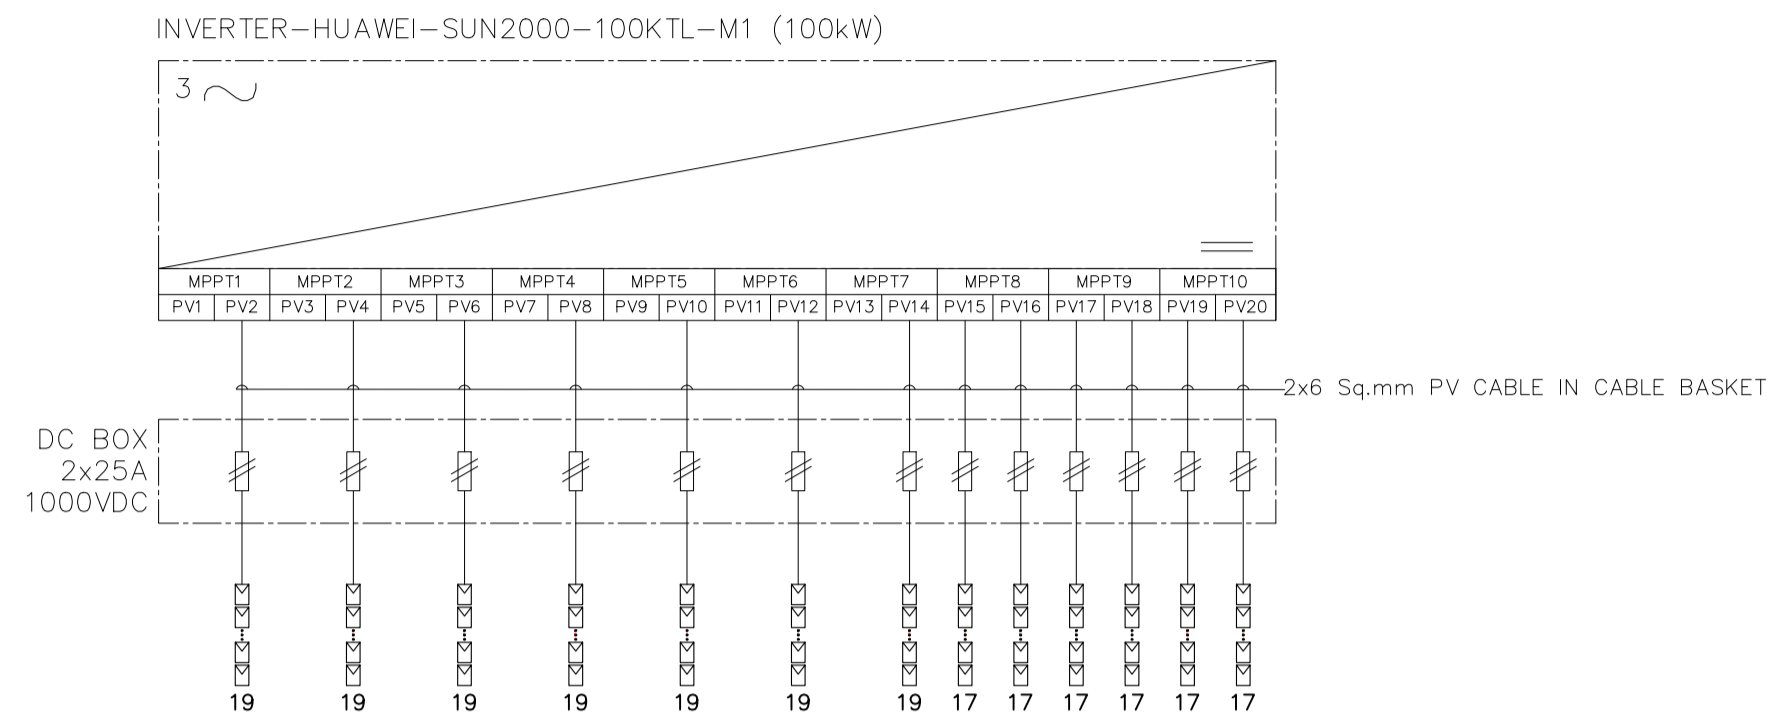 INVERTER-HUAWEI-SUN2000-100KTL-M1 (100kW)
3
MPPT1 MPPT2 MPPT3 MPPT4 MPPT5 MPPT6 MPPT7 MPPT8 MPPT9 MPPT10
PV1 PV2 PV3 PV4 PV5 PV6 PV7 PV8 PV9 PV10 PV11 PV12 PV13 PV14 PV15 PV16 PV17 PV18 PV19 PV20
2x6 Sq.mm PV CABLE IN CABLE BASKET
DC BOX
2x25A
1000VDC
19 19 19 19 19 19 19 17 17 17 17 17 17